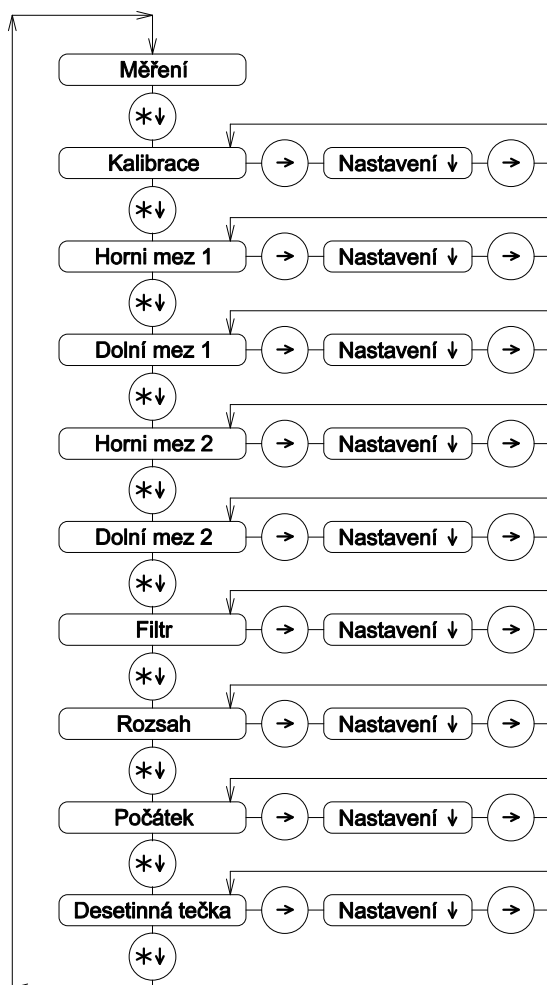 Měření
*↓
Kalibrace → Nastavení ↓ →
*↓
Horni mez 1 → Nastavení ↓ →
*↓
Dolní mez 1 → Nastavení ↓ →
*↓
Horni mez 2 → Nastavení ↓ →
*↓
Dolní mez 2 → Nastavení ↓ →
*↓
Filtr → Nastavení ↓ →
*↓
Rozsah → Nastavení ↓ →
*↓
Počátek → Nastavení ↓ →
*↓
Desetinná tečka → Nastavení ↓ →
*↓